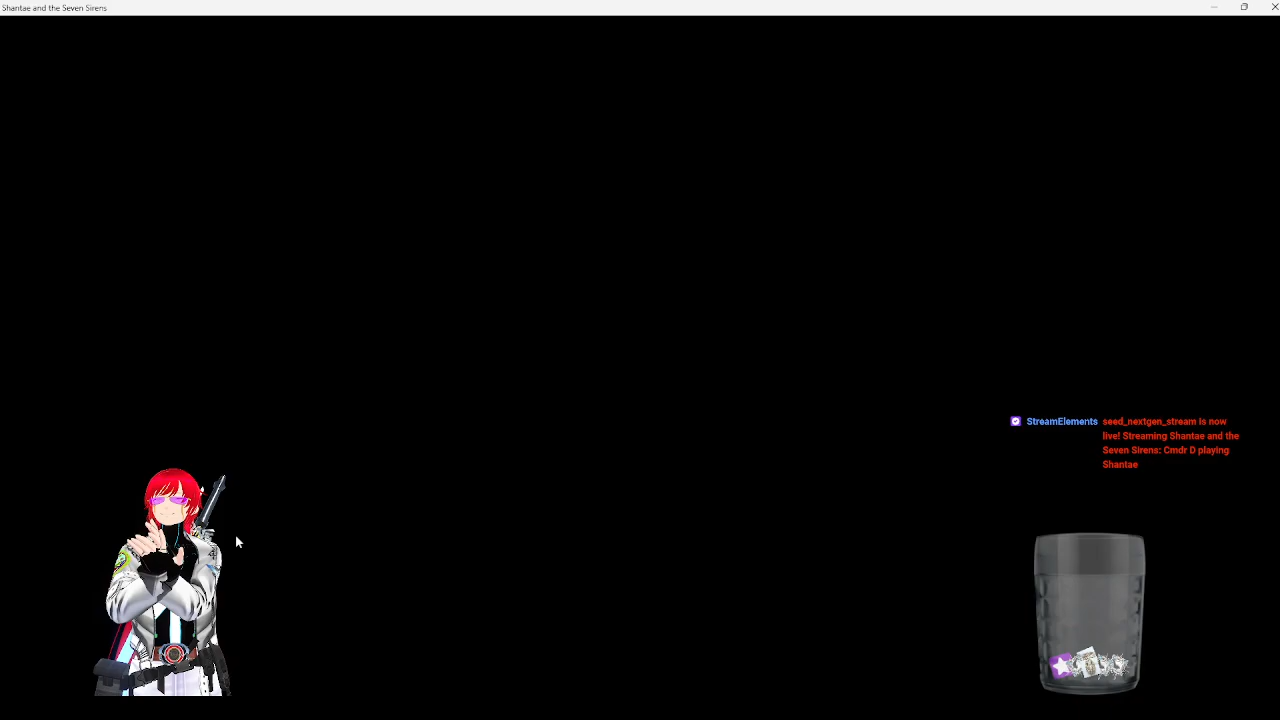 Shantae and the Seven Sirens
StreamElements seed_nextgen_stream is now
live! Streaming Shantae and the
Seven Sirens: Cmdr D playing
Shantae